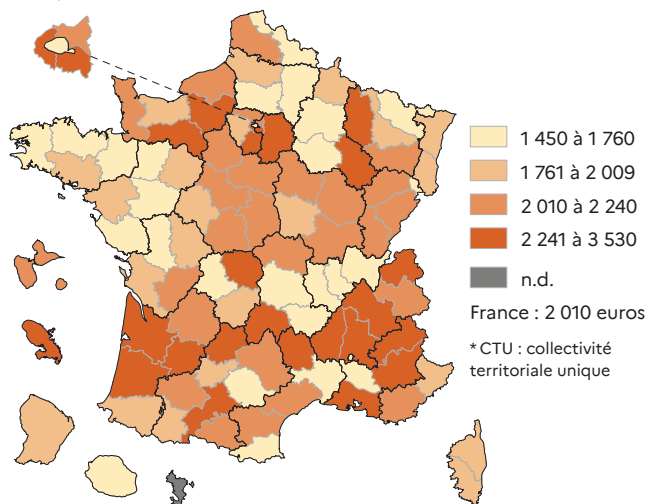 1 450 à 1 760
1 761 à 2 009
2 010 à 2 240
2 241 à 3 530
n.d.
France : 2 010 euros
* CTU : collectivité
territoriale unique